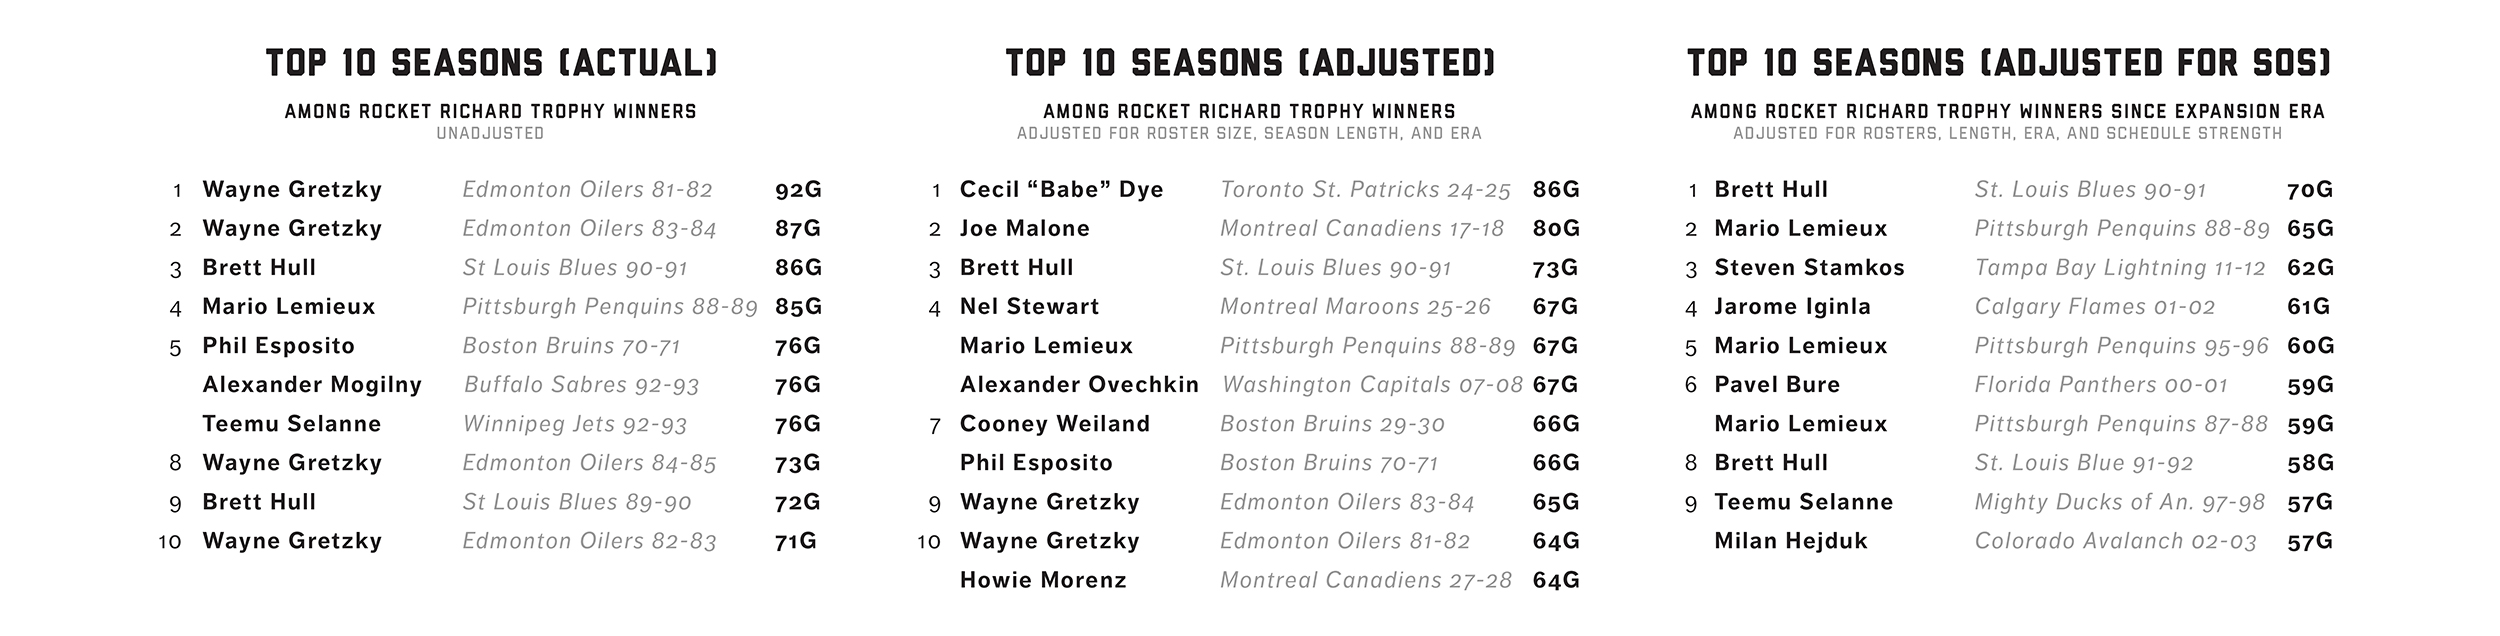 TOP 10 SEASONS (ACTUAL)
AMONG ROCKET RICHARD TROPHY WINNERS
UNADJUSTED
1 Wayne Gretzky Edmonton Oilers 81-82 92G
2 Wayne Gretzky Edmonton Oilers 83-84 87G
3 Brett Hull St Louis Blues 90-91 86G
4 Mario Lemieux Pittsburgh Penquins 88-89 85G
5 Phil Esposito Boston Bruins 70-71 76G
Alexander Mogilny Buffalo Sabres 92-93 76G
Teemu Selanne Winnipeg Jets 92-93 76G
8 Wayne Gretzky Edmonton Oilers 84-85 73G
9 Brett Hull St Louis Blues 89-90 72G
10 Wayne Gretzky Edmonton Oilers 82-83 71G
TOP 10 SEASONS (ADJUSTED)
AMONG ROCKET RICHARD TROPHY WINNERS
ADJUSTED FOR ROSTER SIZE, SEASON LENGTH, AND ERA
1 Cecil “Babe” Dye Toronto St. Patricks 24-25 86G
2 Joe Malone Montreal Canadiens 17-18 80G
3 Brett Hull St. Louis Blues 90-91 73G
4 Nel Stewart Montreal Maroons 25-26 67G
Mario Lemieux Pittsburgh Penquins 88-89 67G
Alexander Ovechkin Washington Capitals 07-08 67G
7 Cooney Weiland Boston Bruins 29-30 66G
Phil Esposito Boston Bruins 70-71 66G
9 Wayne Gretzky Edmonton Oilers 83-84 65G
10 Wayne Gretzky Edmonton Oilers 81-82 64G
Howie Morenz Montreal Canadiens 27-28 64G
TOP 10 SEASONS (ADJUSTED FOR SOS)
AMONG ROCKET RICHARD TROPHY WINNERS SINCE EXPANSION ERA
ADJUSTED FOR ROSTERS, LENGTH, ERA, AND SCHEDULE STRENGTH
1 Brett Hull St. Louis Blues 90-91 70G
2 Mario Lemieux Pittsburgh Penquins 88-89 65G
3 Steven Stamkos Tampa Bay Lightning 11-12 62G
4 Jarome Iginla Calgary Flames 01-02 61G
5 Mario Lemieux Pittsburgh Penquins 95-96 60G
6 Pavel Bure Florida Panthers 00-01 59G
Mario Lemieux Pittsburgh Penquins 87-88 59G
8 Brett Hull St. Louis Blue 91-92 58G
9 Teemu Selanne Mighty Ducks of An. 97-98 57G
Milan Hejduk Colorado Avalanch 02-03 57G